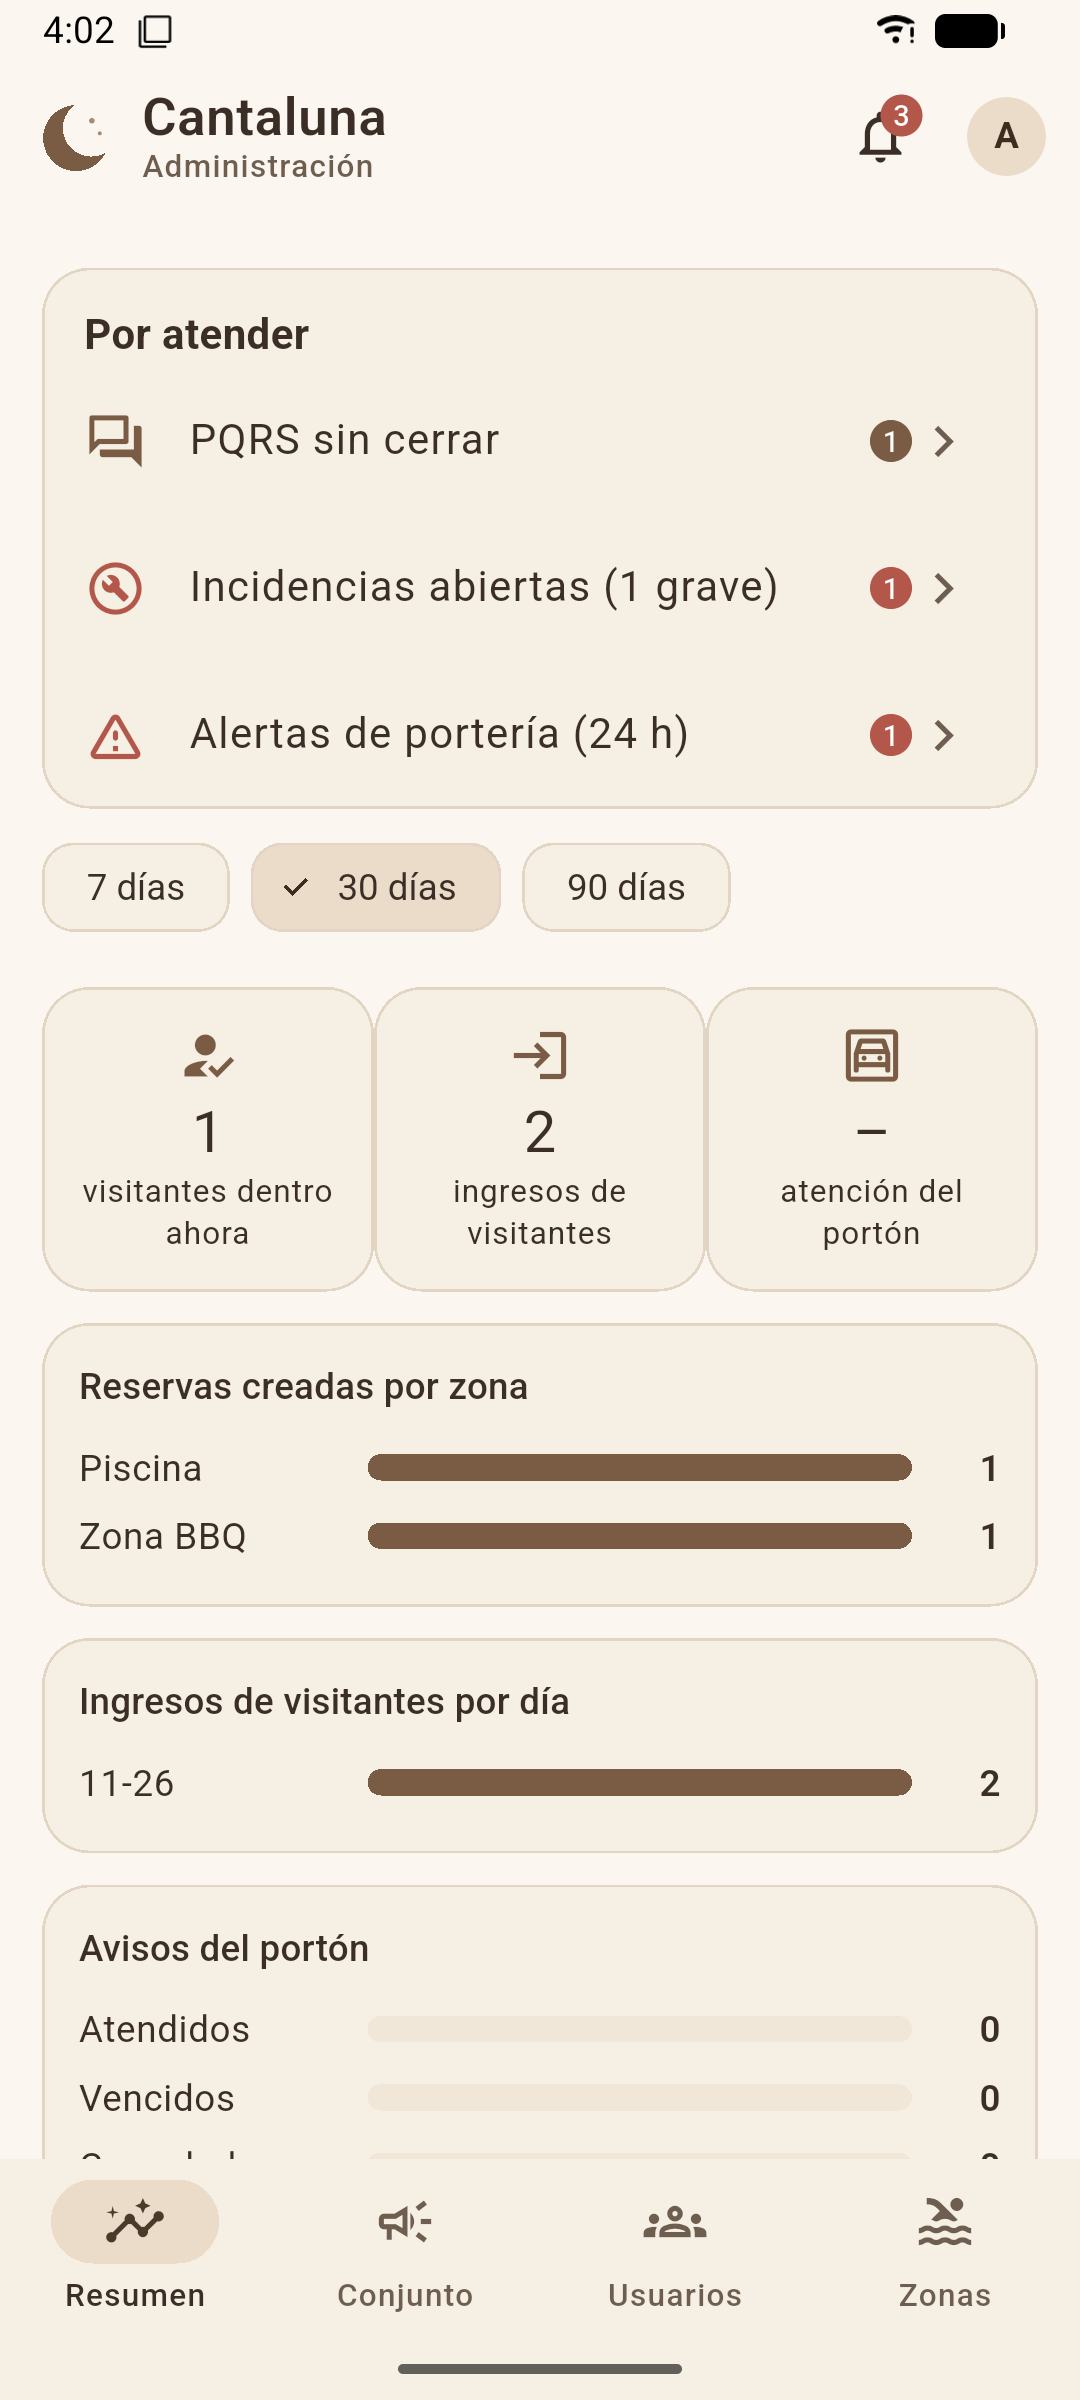 4:02
Cantaluna
Administración
3
A
Por atender
PQRS sin cerrar
1
Incidencias abiertas (1 grave)
1
Alertas de portería (24 h)
1
7 días
30 días
90 días
1
visitantes dentro
ahora
2
ingresos de
visitantes
–
atención del
portón
Reservas creadas por zona
Piscina
1
Zona BBQ
1
Ingresos de visitantes por día
11-26
2
Avisos del portón
Atendidos
0
Vencidos
0
Resumen
Conjunto
Usuarios
Zonas